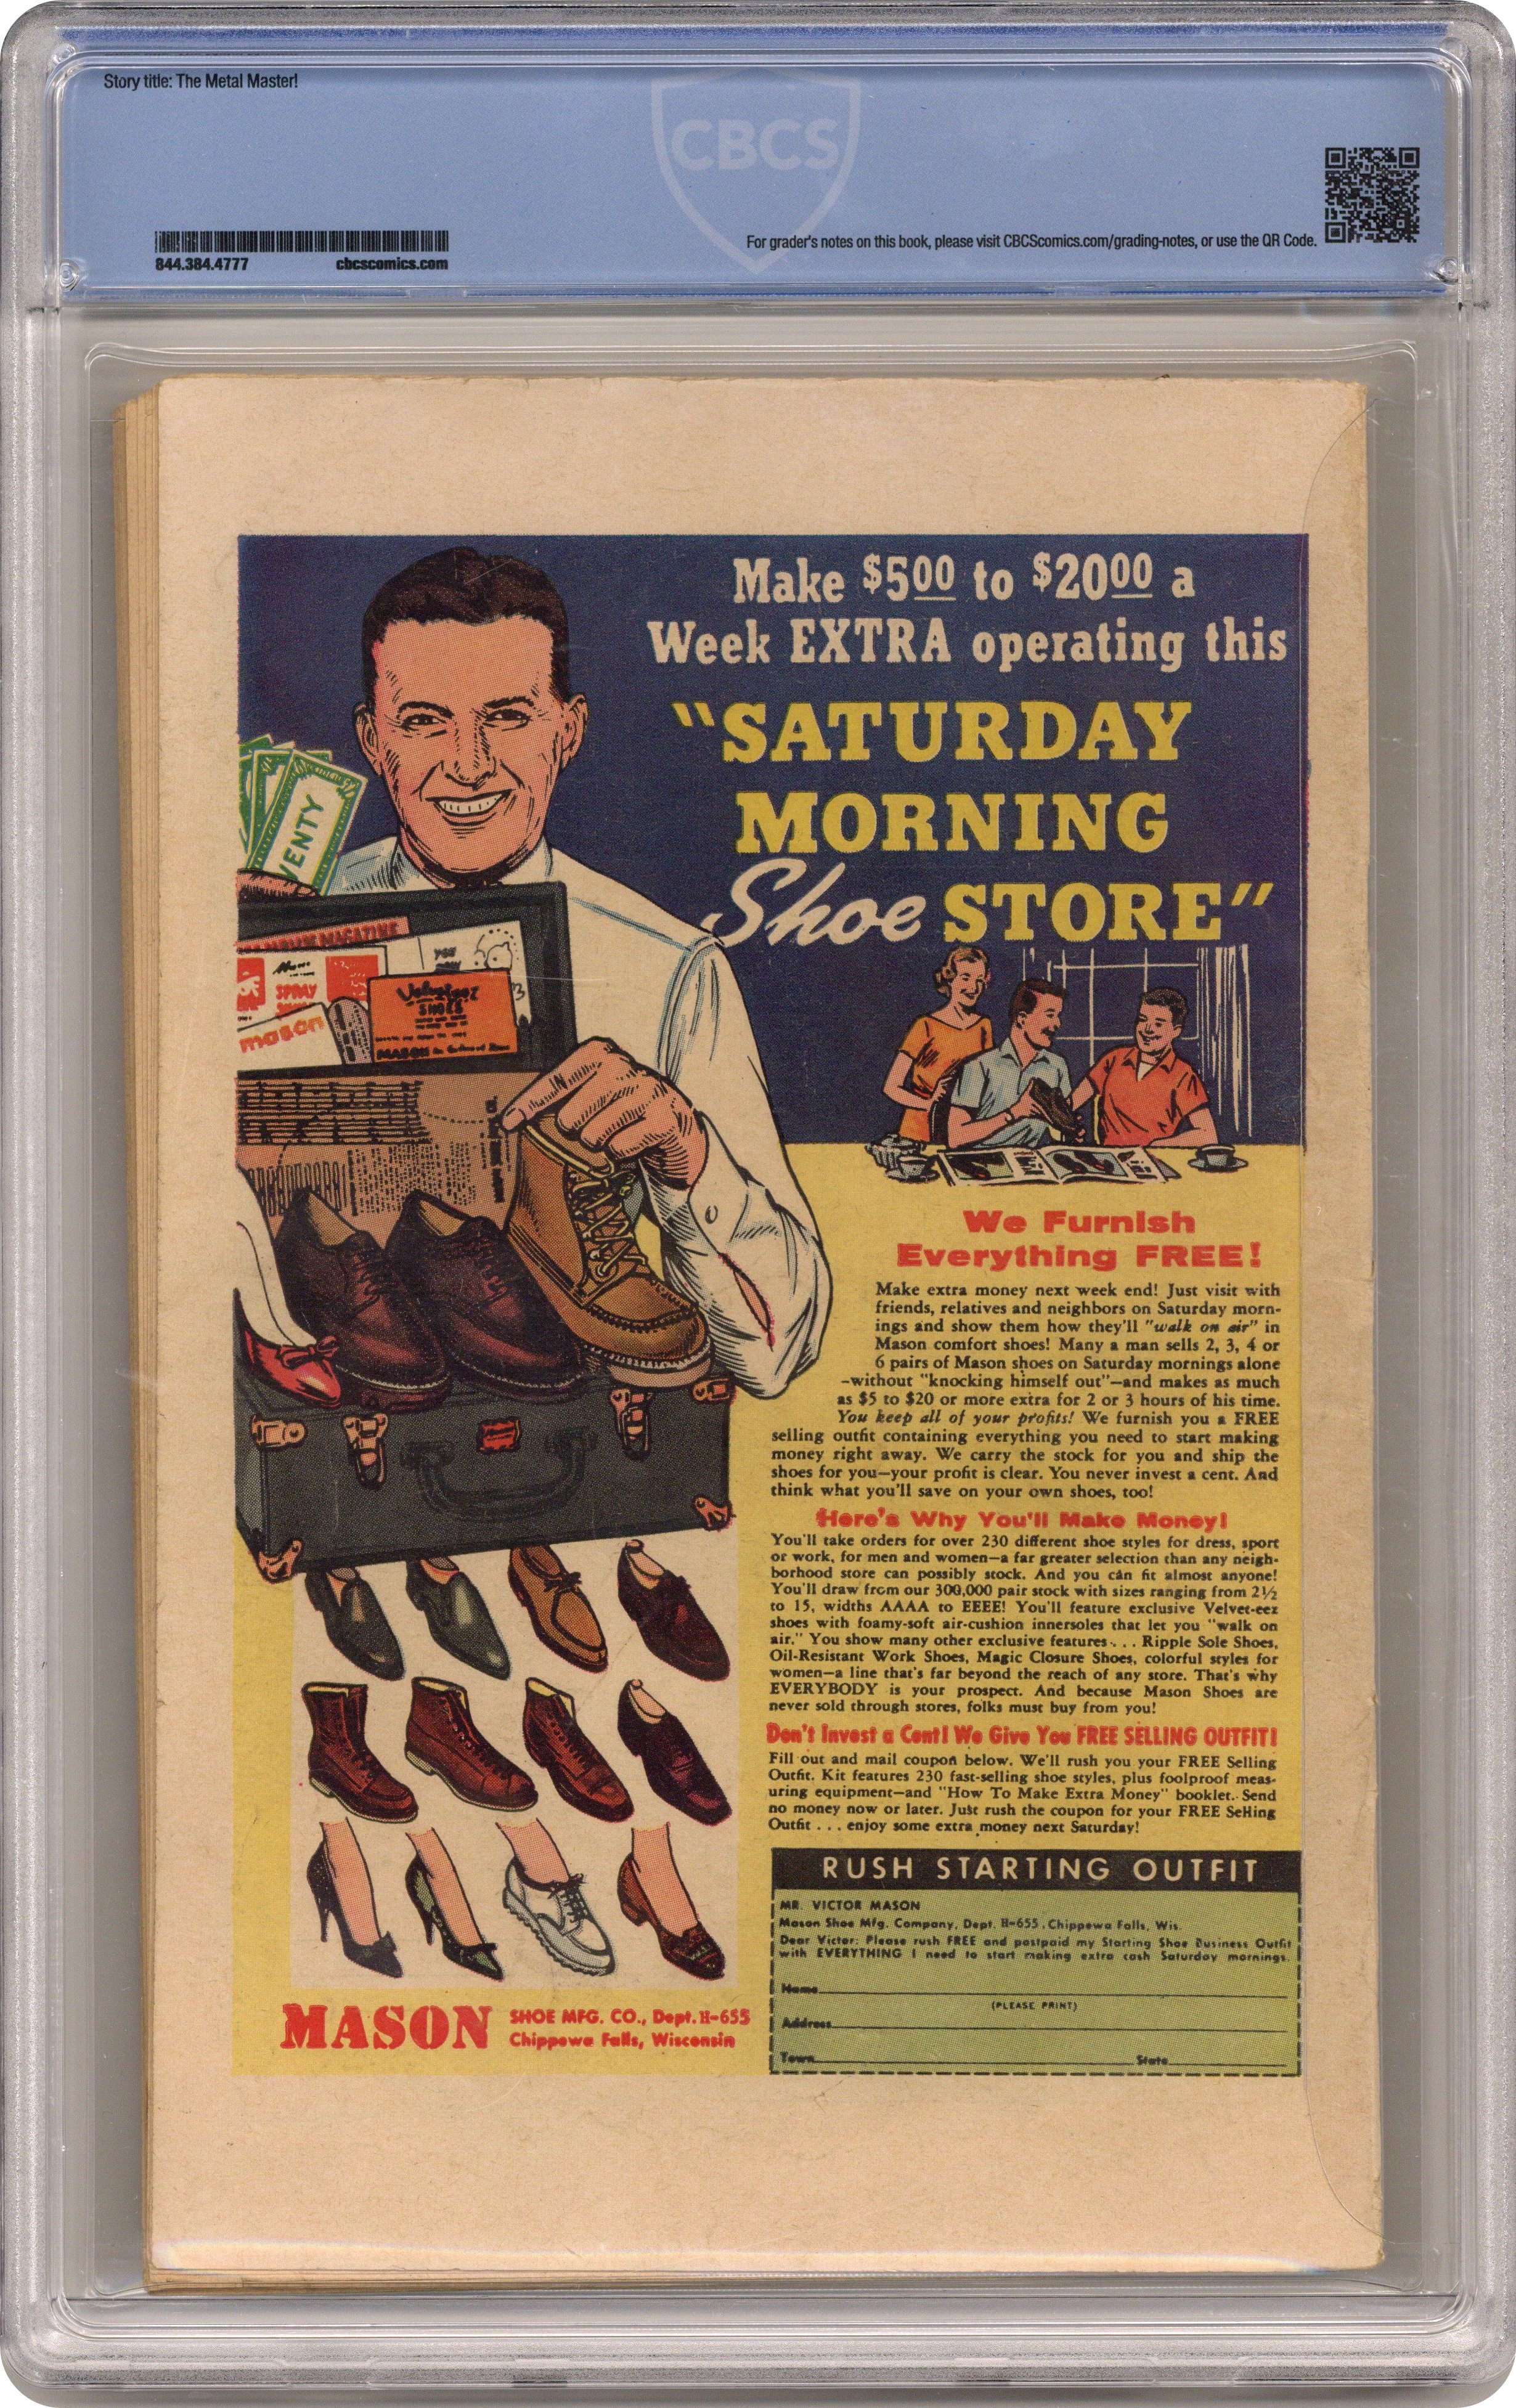 Story title: The Metal Master!
CBCS
844.384.4777 cbcscomics.com
For grader's notes on this book, please visit CBCScomics.com/grading-notes, or use the QR Code.
Make $5.00 to $20.00 a
Week EXTRA operating this
"SATURDAY
MORNING
Shoe STORE"
VENTY
MAGAZINE
SPRAY
mason
SHOES
MASON
We Furnish
Everything FREE!
Make extra money next week end! Just visit with
friends, relatives and neighbors on Saturday morn-
ings and show them how they'll "walk on air" in
Mason comfort shoes! Many a man sells 2, 3, 4 or
6 pairs of Mason shoes on Saturday mornings alone
-without "knocking himself out"—and makes as much
as $5 to $20 or more extra for 2 or 3 hours of his time.
You keep all of your profits! We furnish you a FREE
selling outfit containing everything you need to start making
money right away. We carry the stock for you and ship the
shoes for you—your profit is clear. You never invest a cent. And
think what you'll save on your own shoes, too!
Here's Why You'll Make Money!
You'll take orders for over 230 different shoe styles for dress, sport
or work, for men and women—a far greater selection than any neigh-
borhood store can possibly stock. And you can fit almost anyone!
You'll draw from our 300,000 pair stock with sizes ranging from 2½
to 15, widths AAAA to EEEE! You'll feature exclusive Velvet-eez
shoes with foamy-soft air-cushion innersoles that let you "walk on
air." You show many other exclusive features . . . Ripple Sole Shoes,
Oil-Resistant Work Shoes, Magic Closure Shoes, colorful styles for
women—a line that's far beyond the reach of any store. That's why
EVERYBODY is your prospect. And because Mason Shoes are
never sold through stores, folks must buy from you!
Don't Invest a Cent! We Give You FREE SELLING OUTFIT!
Fill out and mail coupon below. We'll rush you your FREE Selling
Outfit. Kit features 230 fast-selling shoe styles, plus foolproof meas-
uring equipment—and "How To Make Extra Money" booklet. Send
no money now or later. Just rush the coupon for your FREE Selling
Outfit . . . enjoy some extra money next Saturday!
MASON SHOE MFG. CO., Dept. H-655
Chippewa Falls, Wisconsin
RUSH STARTING OUTFIT
MR. VICTOR MASON
Mason Shoe Mfg. Company, Dept. H-655, Chippewa Falls, Wis.
Dear Victor: Please rush FREE and postpaid my Starting Shoe Business Outfit
with EVERYTHING I need to start making extra cash Saturday mornings.
Name
(PLEASE PRINT)
Address
Town State